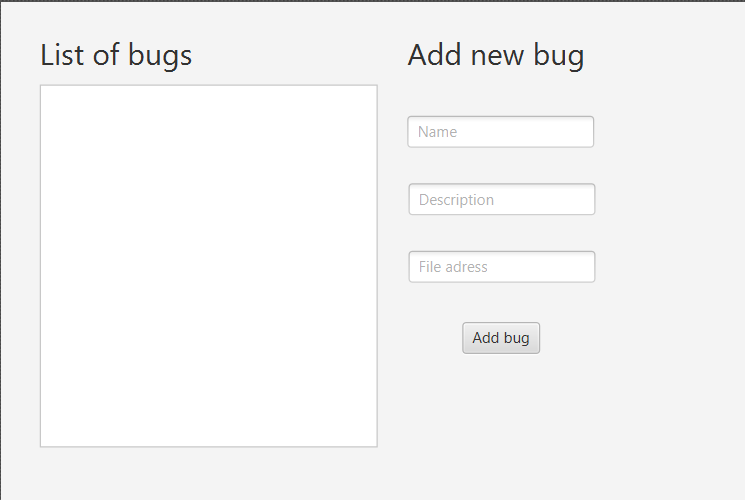 List of bugs
Add new bug
Name
Description
File adress
Add bug